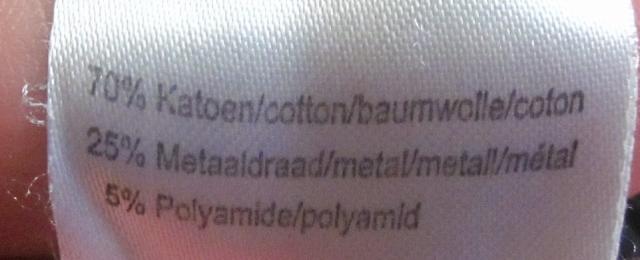 70% Katoen/cotton/baumwolle/coton
25% Metaaldraad/metal/metall/métal
5% Polyamide/polyamid